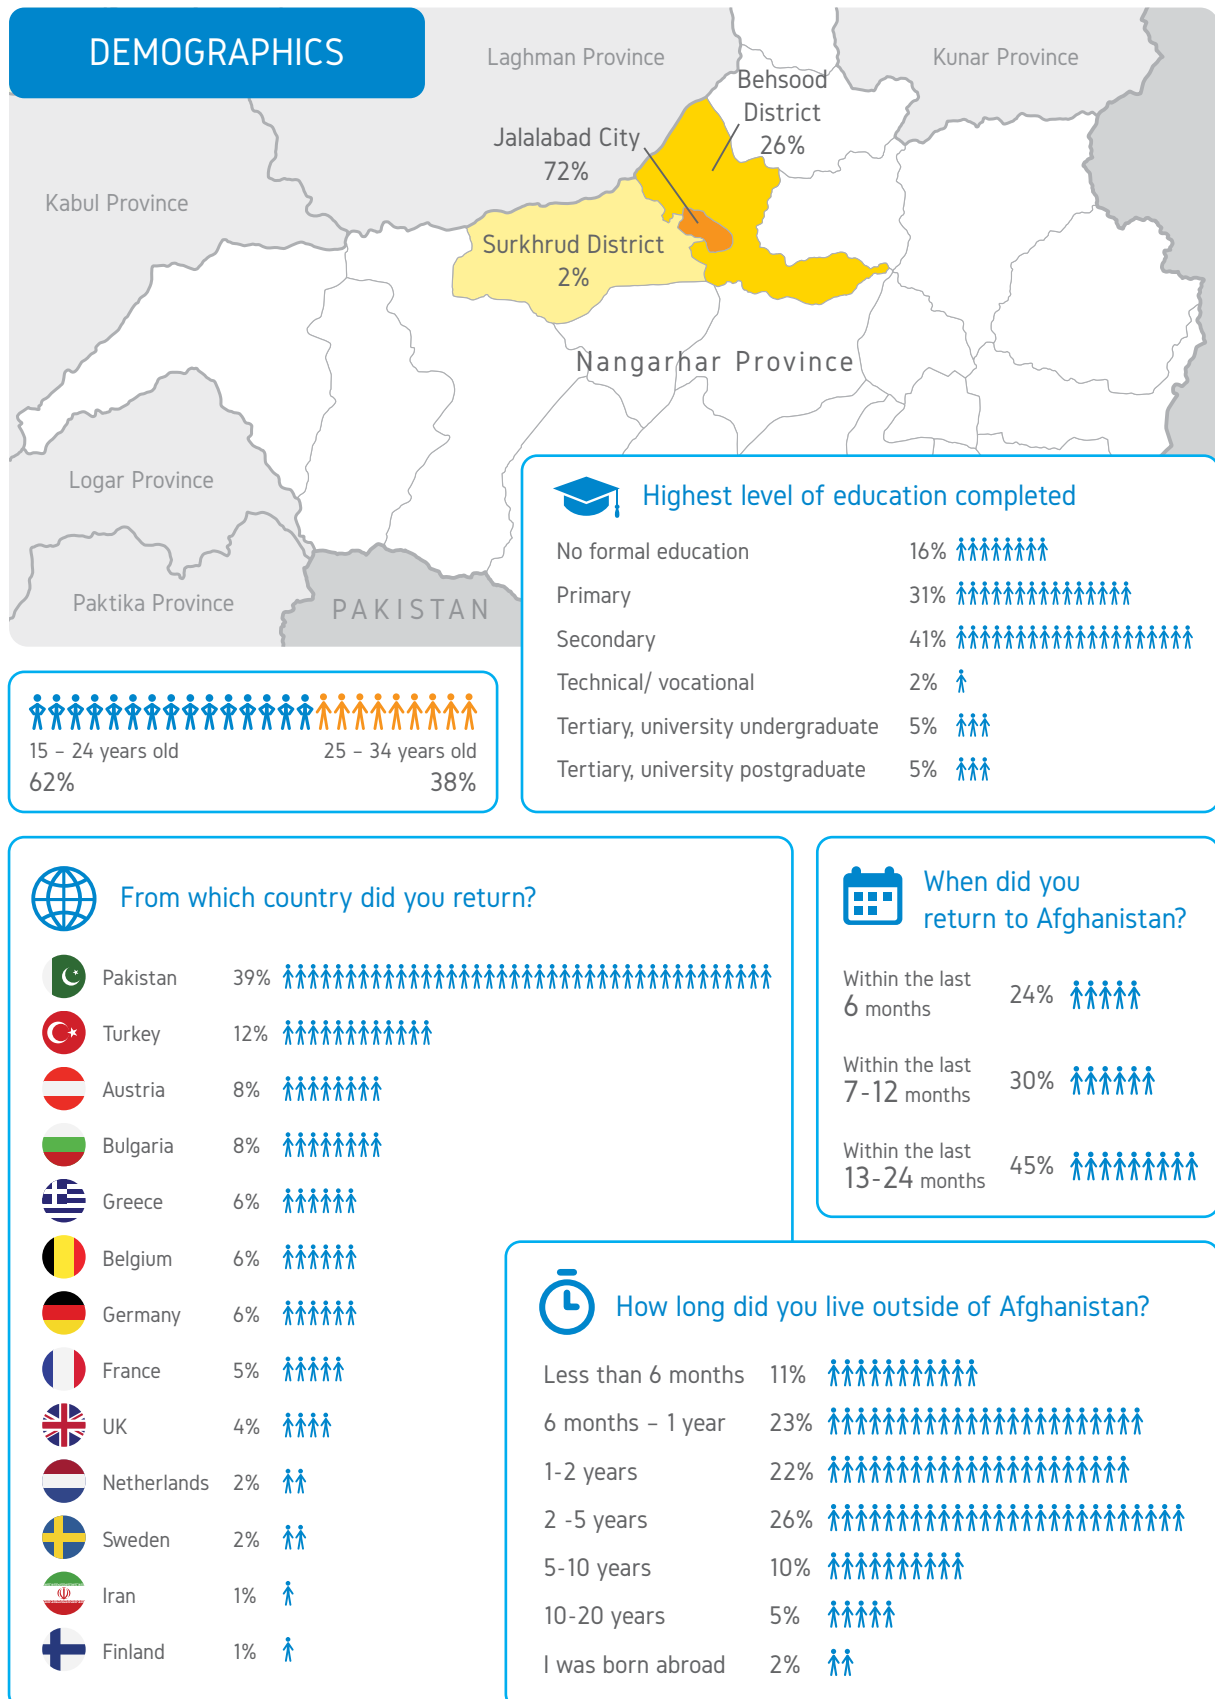 DEMOGRAPHICS
Laghman Province
Kunar Province
Behsood
District
26%
Jalalabad City
72%
Kabul Province
Surkhrud District
2%
Nangarhar Province
Logar Province
Paktika Province
PAKISTAN
Highest level of education completed
No formal education 16%
Primary 31%
Secondary 41%
Technical/ vocational 2%
Tertiary, university undergraduate 5%
Tertiary, university postgraduate 5%
15 – 24 years old 25 – 34 years old
62% 38%
From which country did you return?
Pakistan 39%
Turkey 12%
Austria 8%
Bulgaria 8%
Greece 6%
Belgium 6%
Germany 6%
France 5%
UK 4%
Netherlands 2%
Sweden 2%
Iran 1%
Finland 1%
When did you
return to Afghanistan?
Within the last
6 months 24%
Within the last
7-12 months 30%
Within the last
13-24 months 45%
How long did you live outside of Afghanistan?
Less than 6 months 11%
6 months – 1 year 23%
1-2 years 22%
2 -5 years 26%
5-10 years 10%
10-20 years 5%
I was born abroad 2%